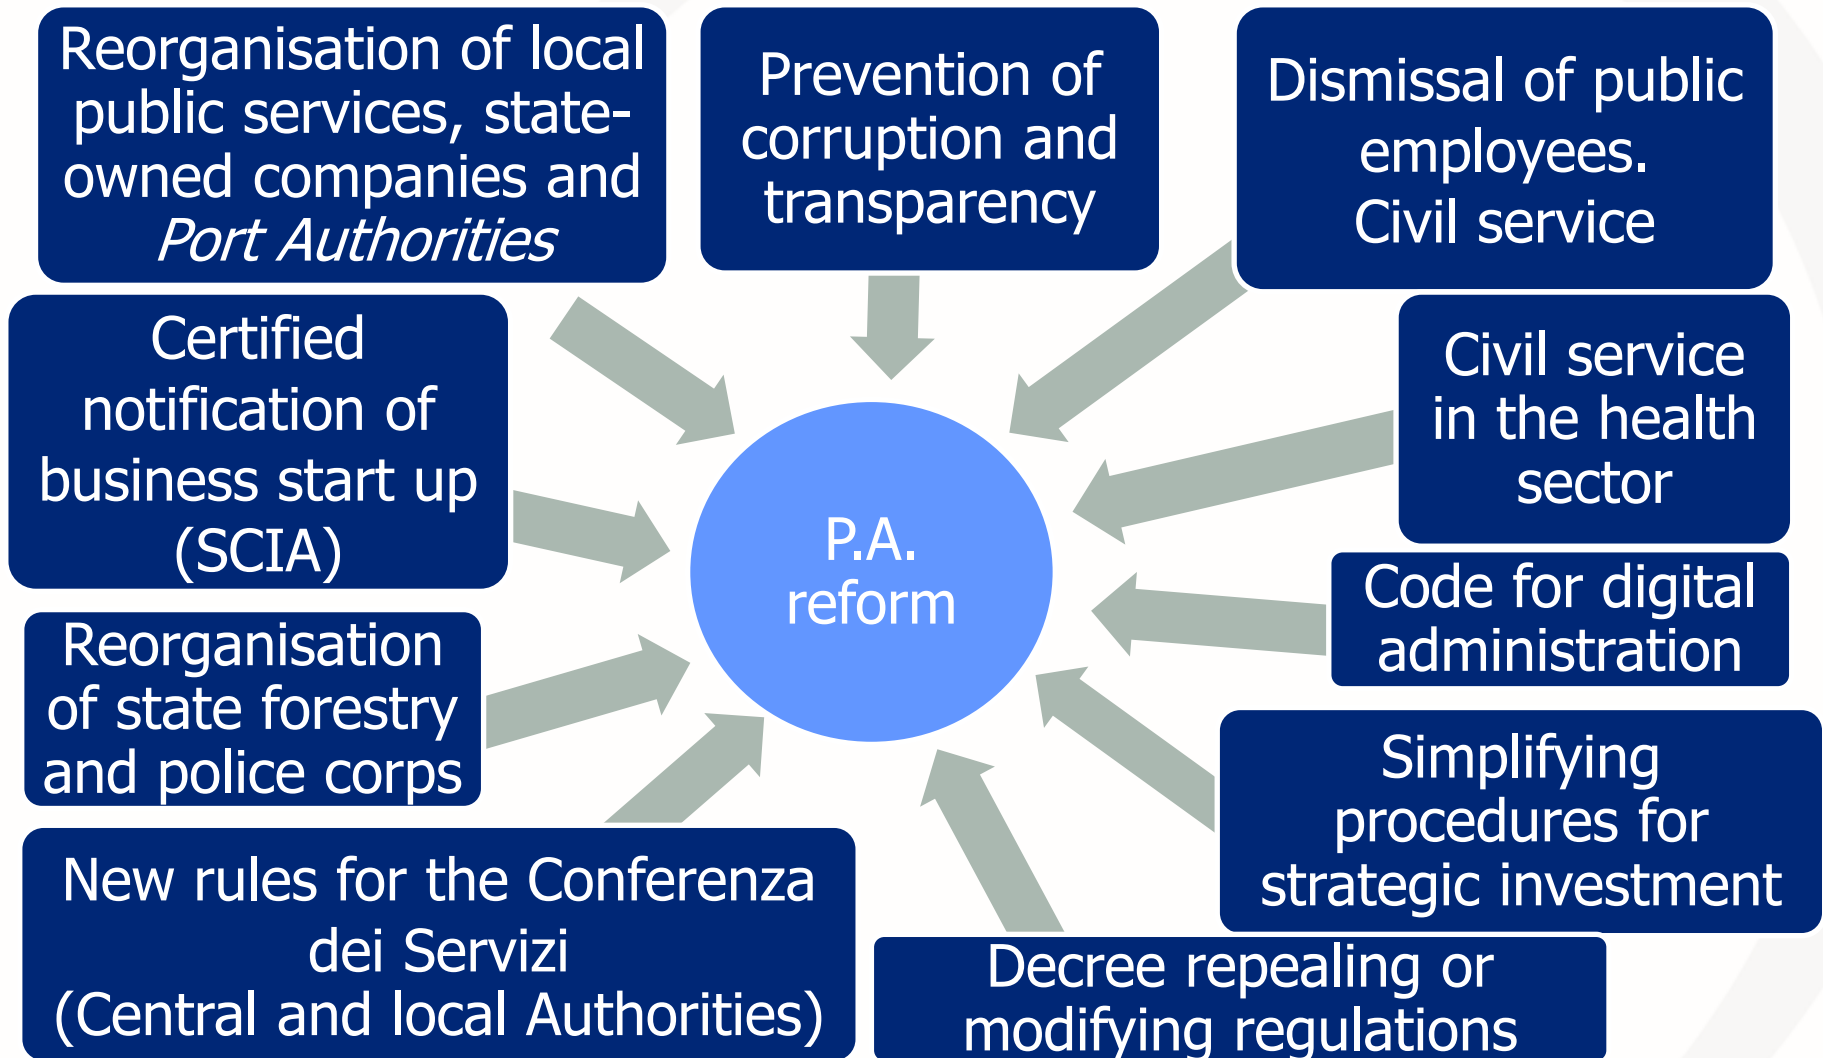 Reorganisation of local
public services, state-
owned companies and
Port Authorities
Prevention of
corruption and
transparency
Dismissal of public
employees.
Civil service
Certified
notification of
business start up
(SCIA)
Civil service
in the health
sector
P.A.
reform
Code for digital
administration
Reorganisation
of state forestry
and police corps
Simplifying
procedures for
strategic investment
New rules for the Conferenza
dei Servizi
(Central and local Authorities)
Decree repealing or
modifying regulations